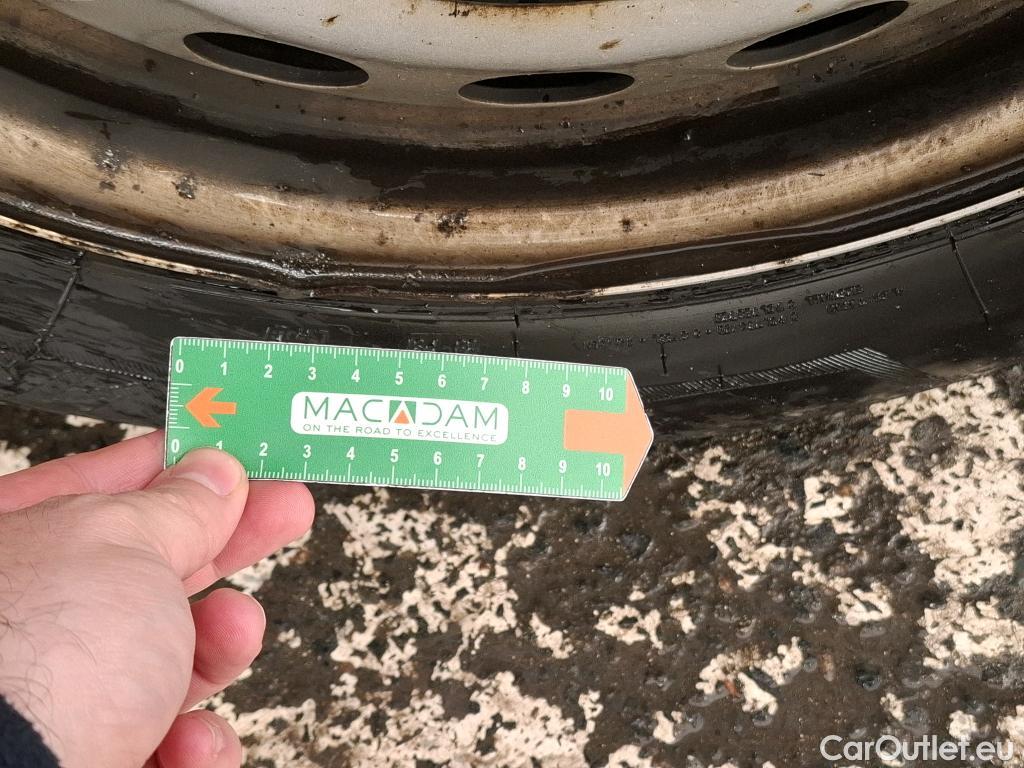 0 1 2 3 4 5 6 7 8 9 10
MACADAM
ON THE ROAD TO EXCELLENCE
0 1 2 3 4 5 6 7 8 9 10
CarOutlet.eu